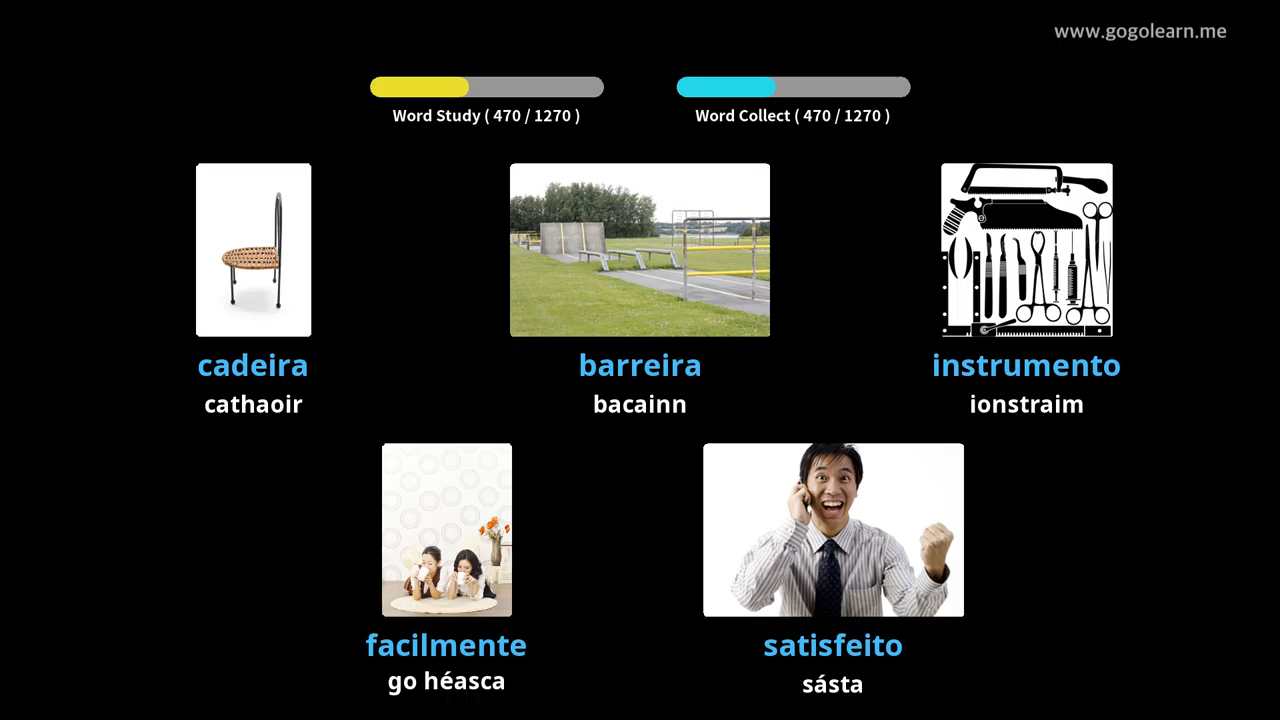 www.gogolearn.me
Word Study ( 470 / 1270 )
Word Collect ( 470 / 1270 )
cadeira
cathaoir
barreira
bacainn
instrumento
ionstraim
facilmente
go héasca
satisfeito
sásta